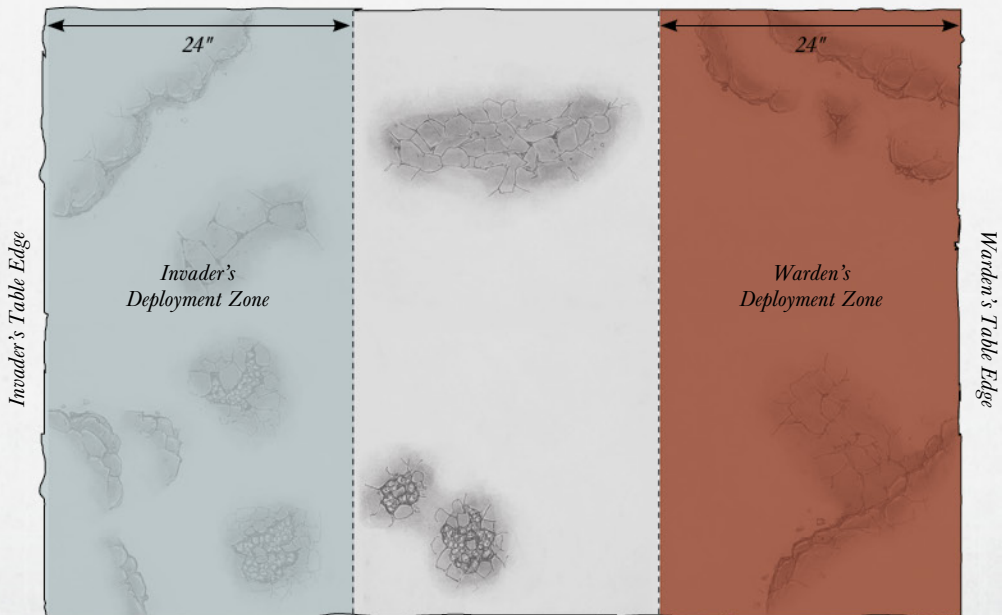 24"
24"
Invader's Table Edge
Invader's
Deployment Zone
Warden's
Deployment Zone
Warden's Table Edge